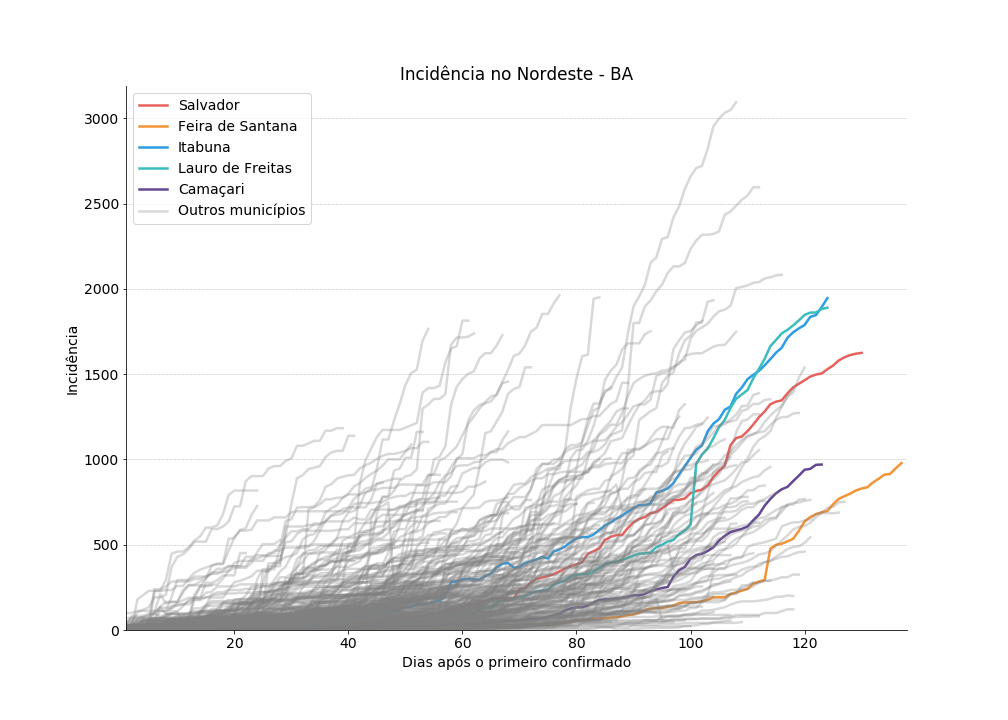 Incidência no Nordeste - BA
Salvador
Feira de Santana
Itabuna
Lauro de Freitas
Camaçari
Outros municípios
3000
2500
2000
1500
1000
500
0
Incidência
20
40
60
80
100
120
Dias após o primeiro confirmado